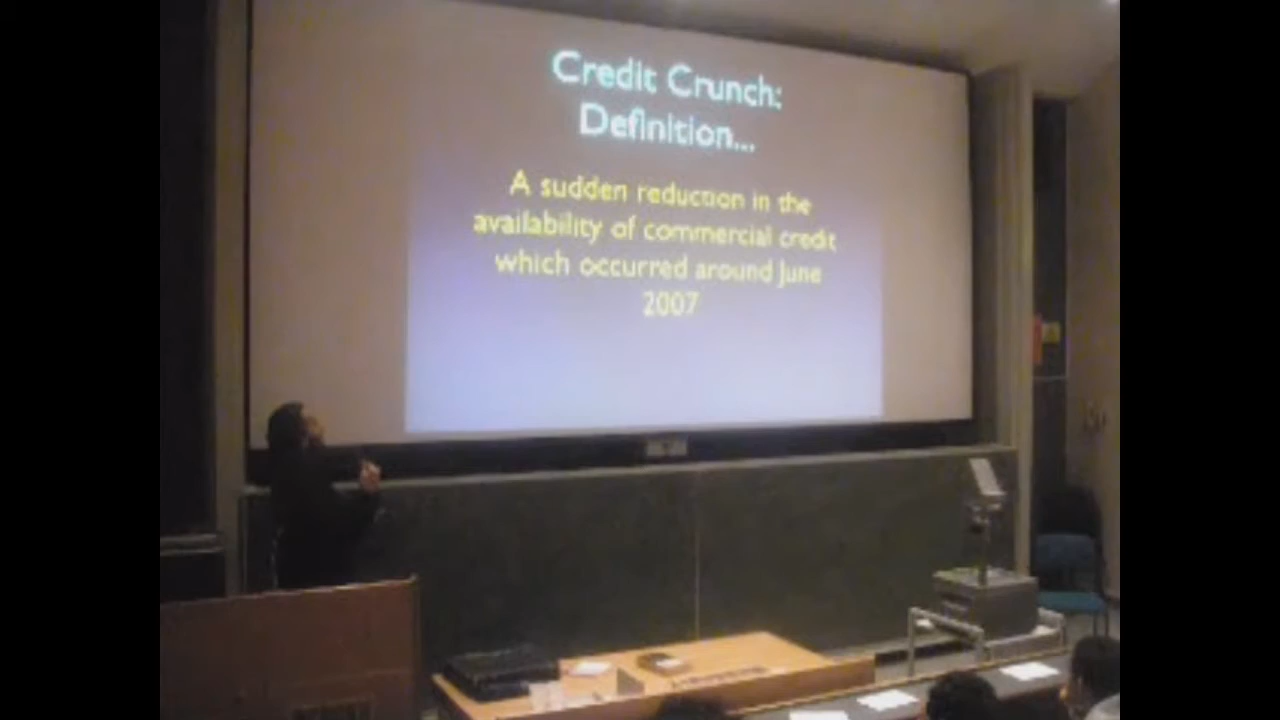 Credit Crunch:
Definition...
A sudden reduction in the
availability of commercial credit
which occurred around June
2007